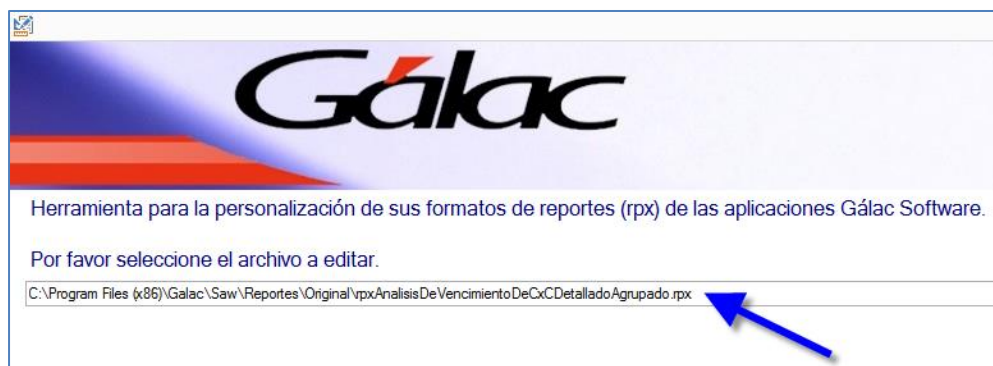 Gálac
Herramienta para la personalización de sus formatos de reportes (rpx) de las aplicaciones Gálac Software.
Por favor seleccione el archivo a editar.
C:\Program Files (x86)\Galac\Saw\Reportes\Original\rpxAnalisisDeVencimientoDeCxCDetalladoAgrupado.rpx